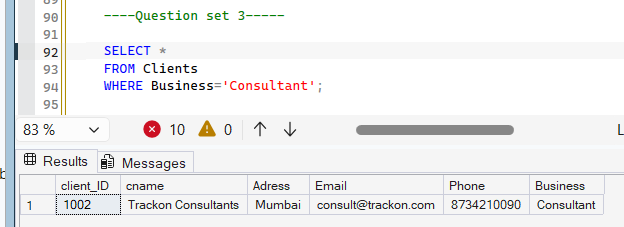 90 ----Question set 3-----
92 SELECT *
93 FROM Clients
94 WHERE Business='Consultant';
95
83 % 10 0
Results Messages
client_ID cname Adress Email Phone Business
1 1002 Trackon Consultants Mumbai consult@trackon.com 8734210090 Consultant